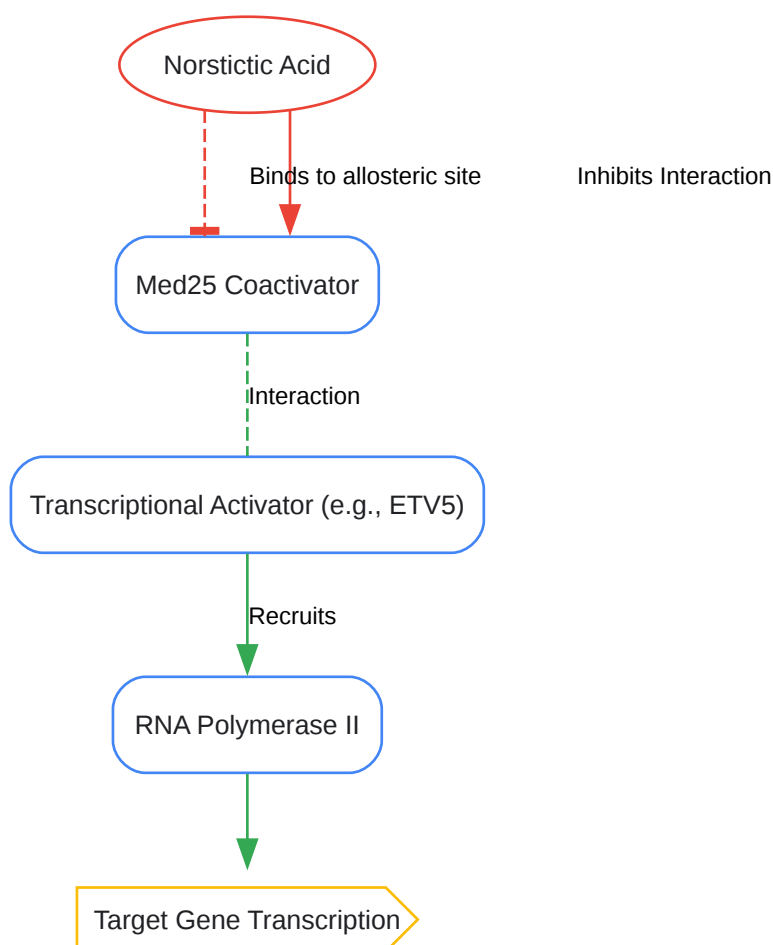 Norstictic Acid
Binds to allosteric site
Inhibits Interaction
Med25 Coactivator
Interaction
Transcriptional Activator (e.g., ETV5)
Recruits
RNA Polymerase II
Target Gene Transcription